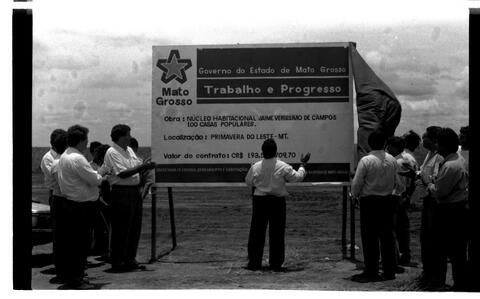 Mato
Grosso
Governo do Estado de Mato Grosso
Trabalho e Progresso
Obra : NÚCLEO HABITACIONAL JAIME VERISSIMO DE CAMPOS
100 CASAS POPULARES.
Localização : PRIMAVERA DO LESTE - MT.
Valor do contrato: CR$